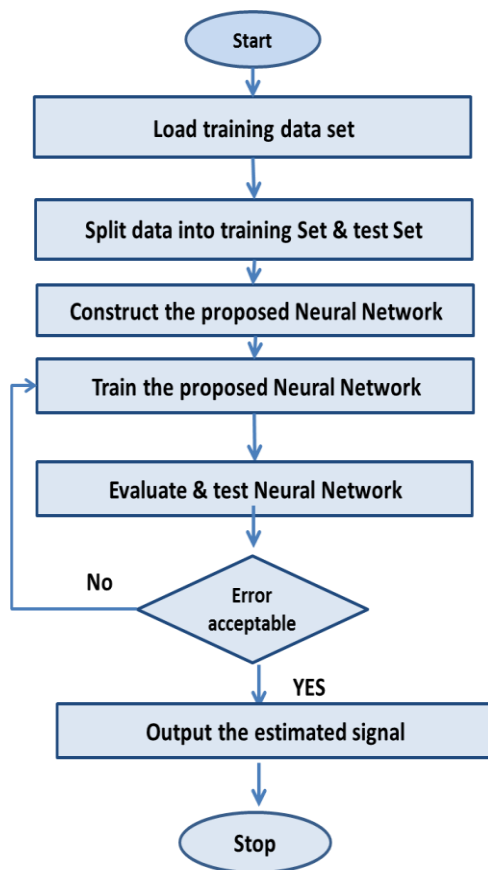 Start
Load training data set
Split data into training Set & test Set
Construct the proposed Neural Network
Train the proposed Neural Network
Evaluate & test Neural Network
No
Error
acceptable
YES
Output the estimated signal
Stop